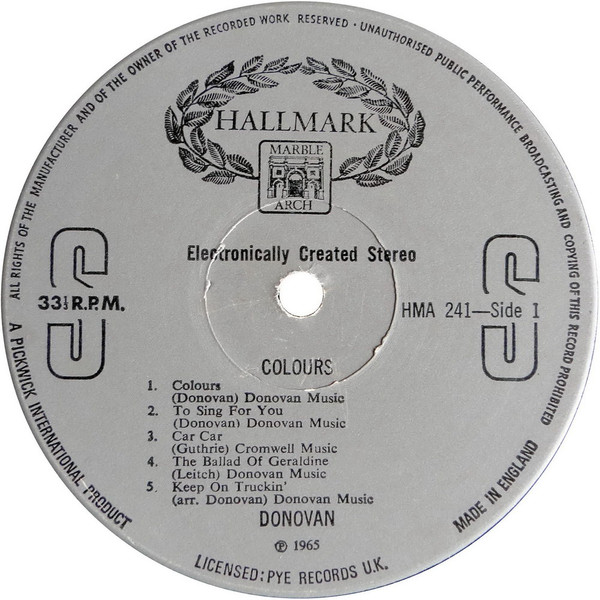 ALL RIGHTS OF THE MANUFACTURER AND OF THE OWNER OF THE RECORDED WORK RESERVED · UNAUTHORISED PUBLIC PERFORMANCE BROADCASTING AND COPYING OF THIS RECORD PROHIBITED
HALLMARK
MARBLE
ARCH
Electronically Created Stereo
33⅓ R.P.M.
HMA 241—Side 1
COLOURS
1. Colours
(Donovan) Donovan Music
2. To Sing For You
(Donovan) Donovan Music
3. Car Car
(Guthrie) Cromwell Music
4. The Ballad Of Geraldine
(Leitch) Donovan Music
5. Keep On Truckin'
(arr. Donovan) Donovan Music
DONOVAN
℗ 1965
A PICKWICK INTERNATIONAL PRODUCT
LICENSED: PYE RECORDS U.K.
MADE IN ENGLAND